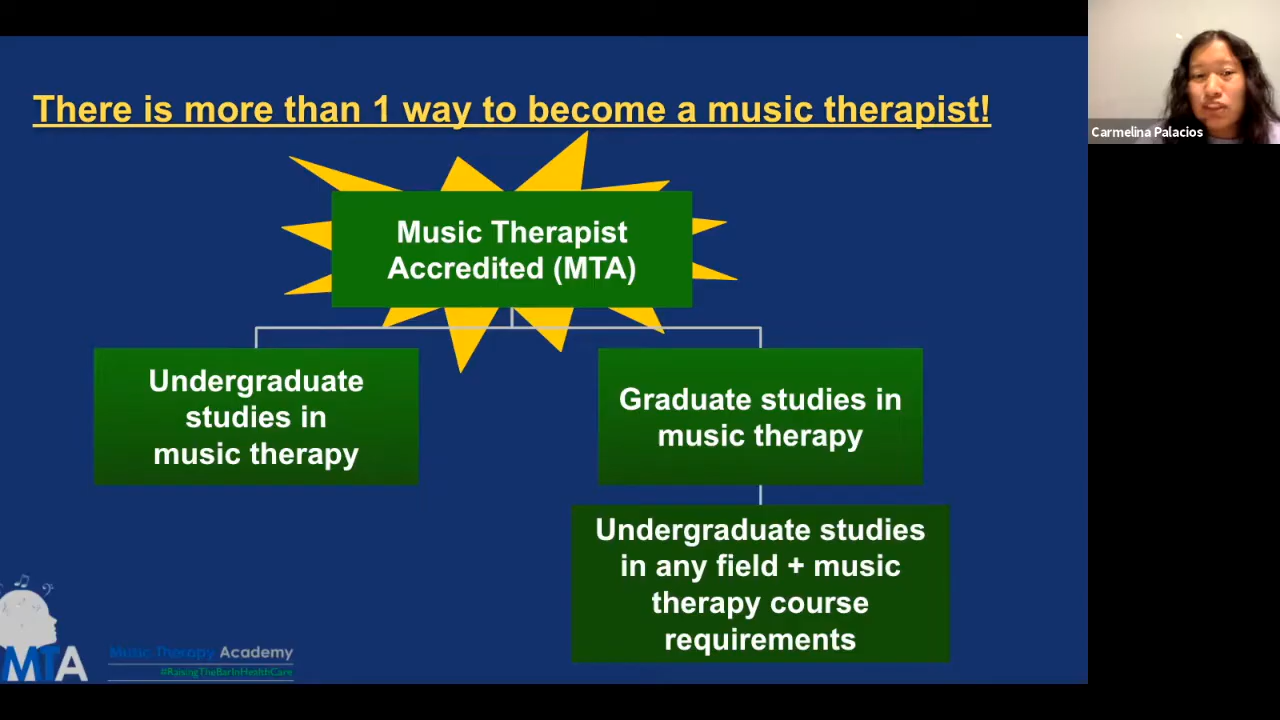 There is more than 1 way to become a music therapist!
Music Therapist
Accredited (MTA)
Undergraduate
studies in
music therapy
Graduate studies in
music therapy
Undergraduate studies
in any field + music
therapy course
requirements
MTA
Music Therapy Academy
#RaisingTheBarInHealthCare
Carmelina Palacios